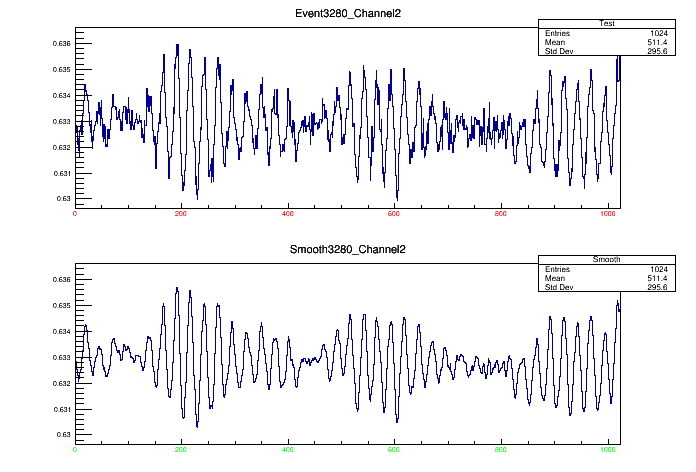 Event3280_Channel2
Test
Entries 1024
Mean 511.4
Std Dev 295.6
0.636
0.635
0.634
0.633
0.632
0.631
0.63
0 200 400 600 800 1000
Smooth3280_Channel2
Smooth
Entries 1024
Mean 511.4
Std Dev 295.6
0.636
0.635
0.634
0.633
0.632
0.631
0.63
0 200 400 600 800 1000